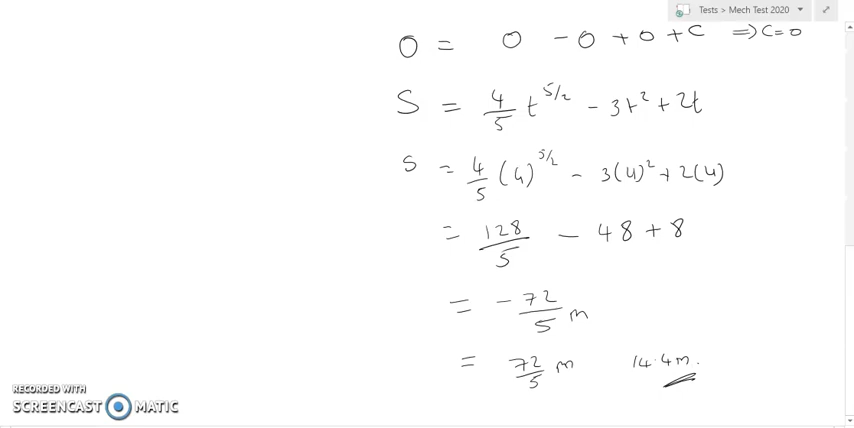 Tests > Mech Test 2020
0 = 0 - 0 + 0 + C => C = 0
S = 4/5 t^5/2 - 3t² + 2t
S = 4/5 (4)^5/2 - 3(4)² + 2(4)
= 128/5 - 48 + 8
= - 72/5 m
= 72/5 m 14.4m.
RECORDED WITH
SCREENCAST MATIC